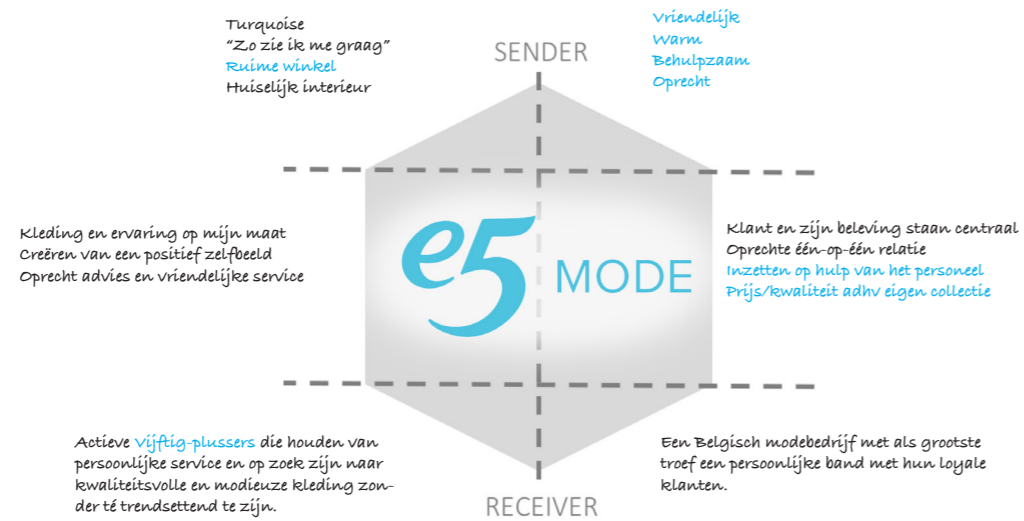 Turquoise
“Zo zie ik me graag”
Ruime winkel
Huiselijk interieur
SENDER
Vriendelijk
Warm
Behulpzaam
Oprecht
Kleding en ervaring op mijn maat
Creëren van een positief zelfbeeld
Oprecht advies en vriendelijke service
e5 MODE
Klant en zijn beleving staan centraal
Oprechte één-op-één relatie
Inzetten op hulp van het personeel
Prijs/kwaliteit adhv eigen collectie
Actieve Vijftig-plussers die houden van
persoonlijke service en op zoek zijn naar
kwaliteitsvolle en modieuze kleding zon-
der té trendsettend te zijn.
RECEIVER
Een Belgisch modebedrijf met als grootste
troef een persoonlijke band met hun loyale
klanten.